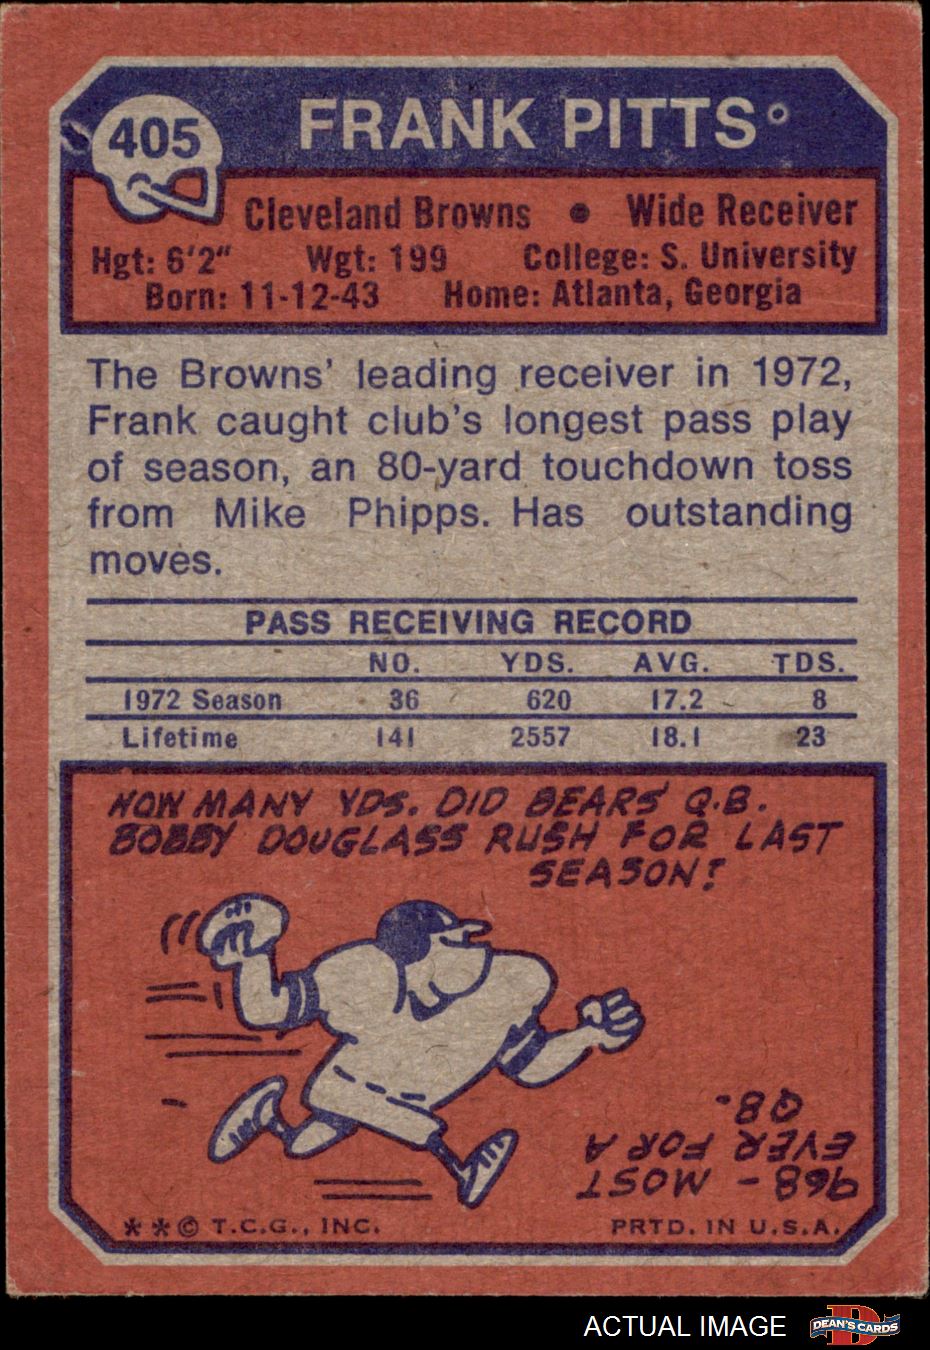 405
FRANK PITTS°
Cleveland Browns • Wide Receiver
Hgt: 6'2" Wgt: 199 College: S. University
Born: 11-12-43 Home: Atlanta, Georgia
The Browns' leading receiver in 1972,
Frank caught club's longest pass play
of season, an 80-yard touchdown toss
from Mike Phipps. Has outstanding
moves.
PASS RECEIVING RECORD
NO. YDS. AVG. TDS.
1972 Season 36 620 17.2 8
Lifetime 141 2557 18.1 23
HOW MANY YDS. DID BEARS' Q.B.
BOBBY DOUGLASS RUSH FOR LAST
SEASON?
968 - MOST
EVER FOR A
QB.
**© T.C.G., INC. PRTD. IN U.S.A.
ACTUAL IMAGE
DEAN'S CARDS